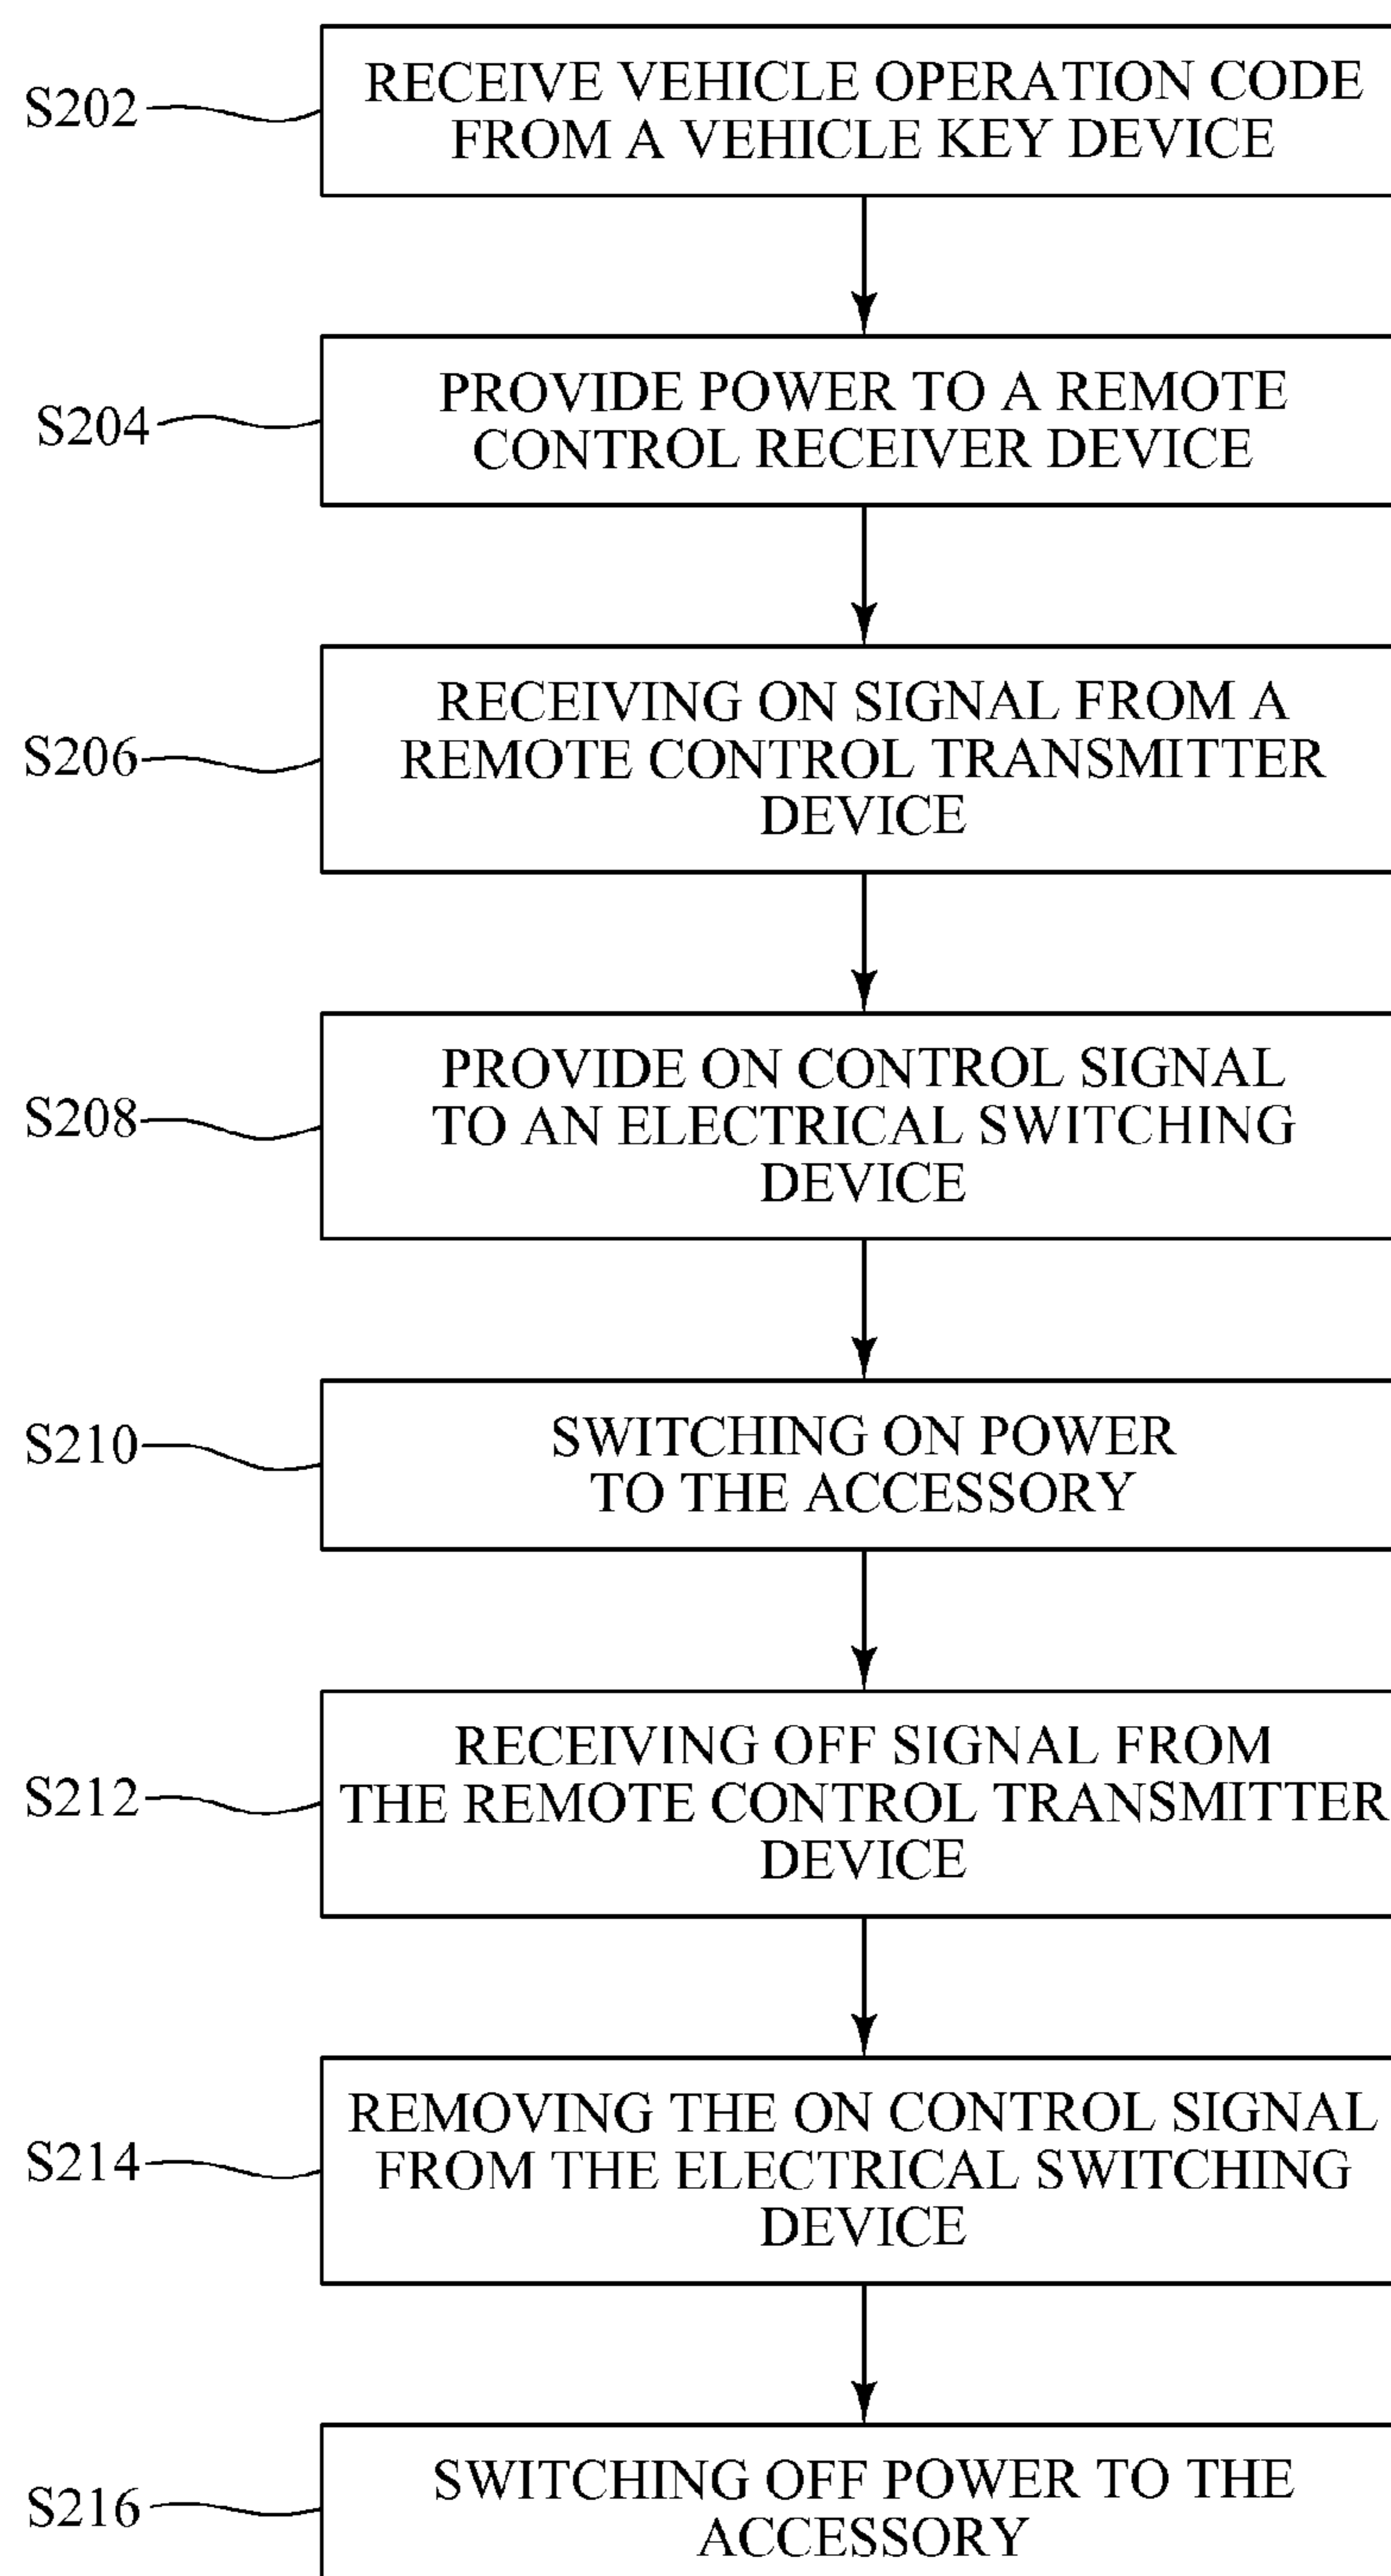 S202
RECEIVE VEHICLE OPERATION CODE
FROM A VEHICLE KEY DEVICE
S204
PROVIDE POWER TO A REMOTE
CONTROL RECEIVER DEVICE
S206
RECEIVING ON SIGNAL FROM A
REMOTE CONTROL TRANSMITTER
DEVICE
S208
PROVIDE ON CONTROL SIGNAL
TO AN ELECTRICAL SWITCHING
DEVICE
S210
SWITCHING ON POWER
TO THE ACCESSORY
S212
RECEIVING OFF SIGNAL FROM
THE REMOTE CONTROL TRANSMITTER
DEVICE
S214
REMOVING THE ON CONTROL SIGNAL
FROM THE ELECTRICAL SWITCHING
DEVICE
S216
SWITCHING OFF POWER TO THE
ACCESSORY